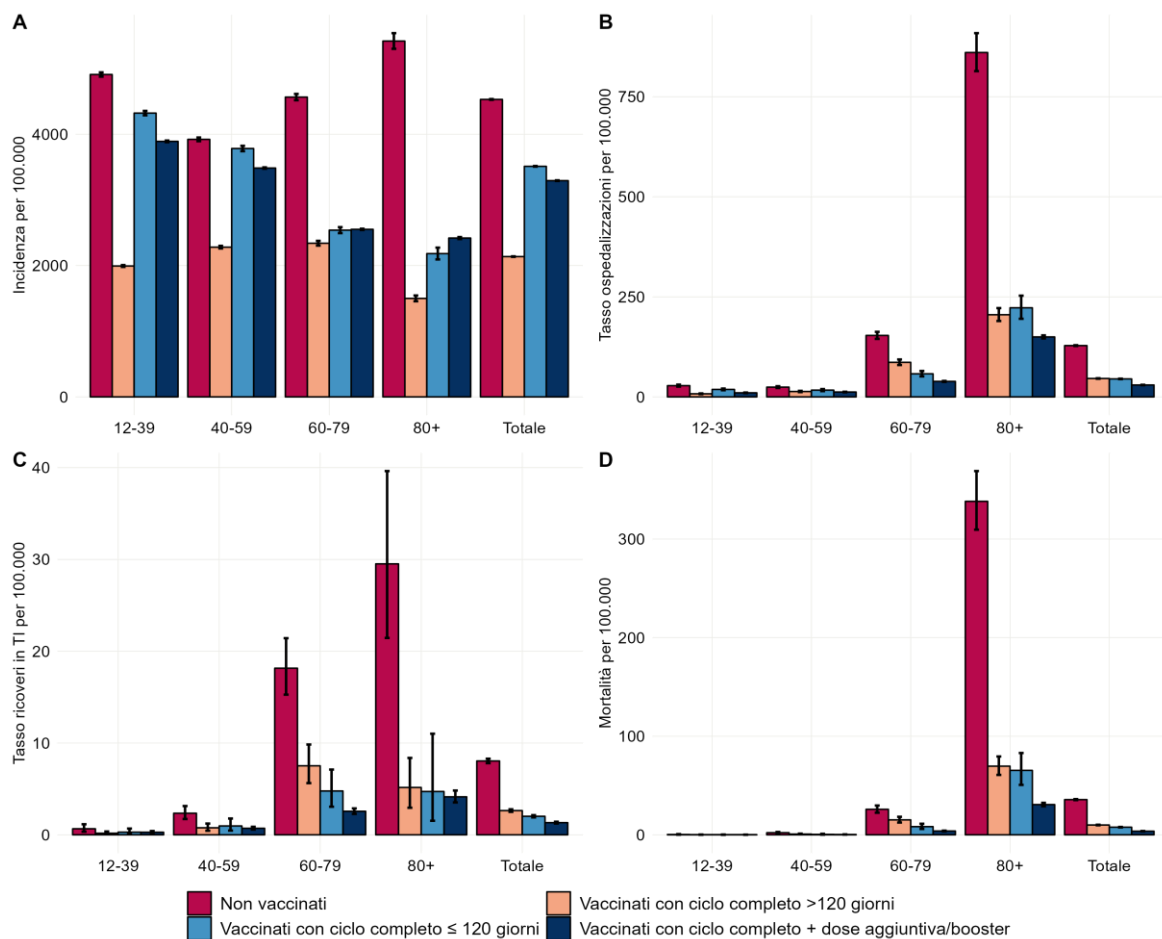 A
Incidenza per 100.000
4000
2000
0
12-39 40-59 60-79 80+ Totale
B
Tasso ospedalizzazioni per 100.000
750
500
250
0
12-39 40-59 60-79 80+ Totale
C
Tasso ricoveri in TI per 100.000
40
30
20
10
0
12-39 40-59 60-79 80+ Totale
D
Mortalità per 100.000
300
200
100
0
12-39 40-59 60-79 80+ Totale
Non vaccinati
Vaccinati con ciclo completo >120 giorni
Vaccinati con ciclo completo ≤ 120 giorni
Vaccinati con ciclo completo + dose aggiuntiva/booster